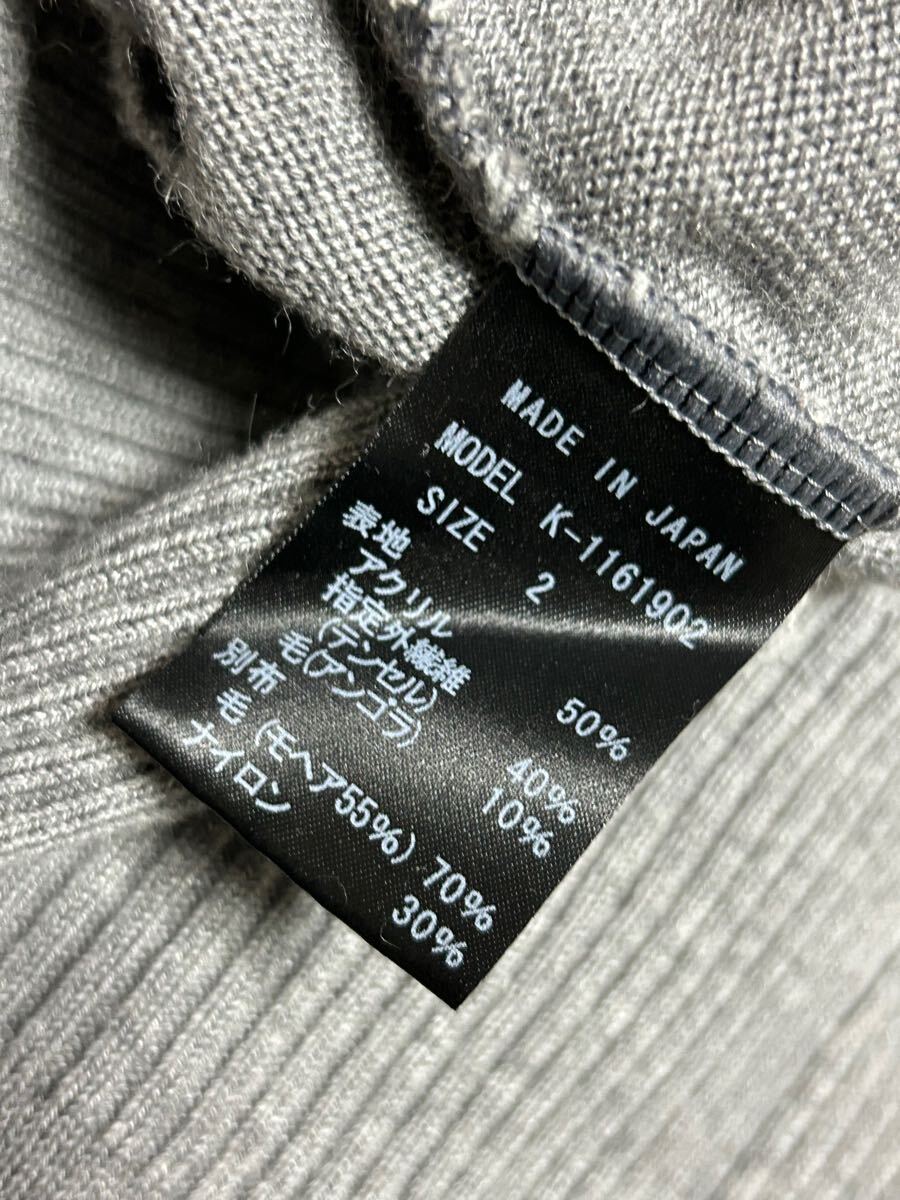 MADE IN JAPAN
MODEL K-1161902
SIZE 2
表地
アクリル 50%
指定外繊維
(テンセル) 40%
毛(アンゴラ) 10%
別布
毛(モヘア55%) 70%
ナイロン 30%